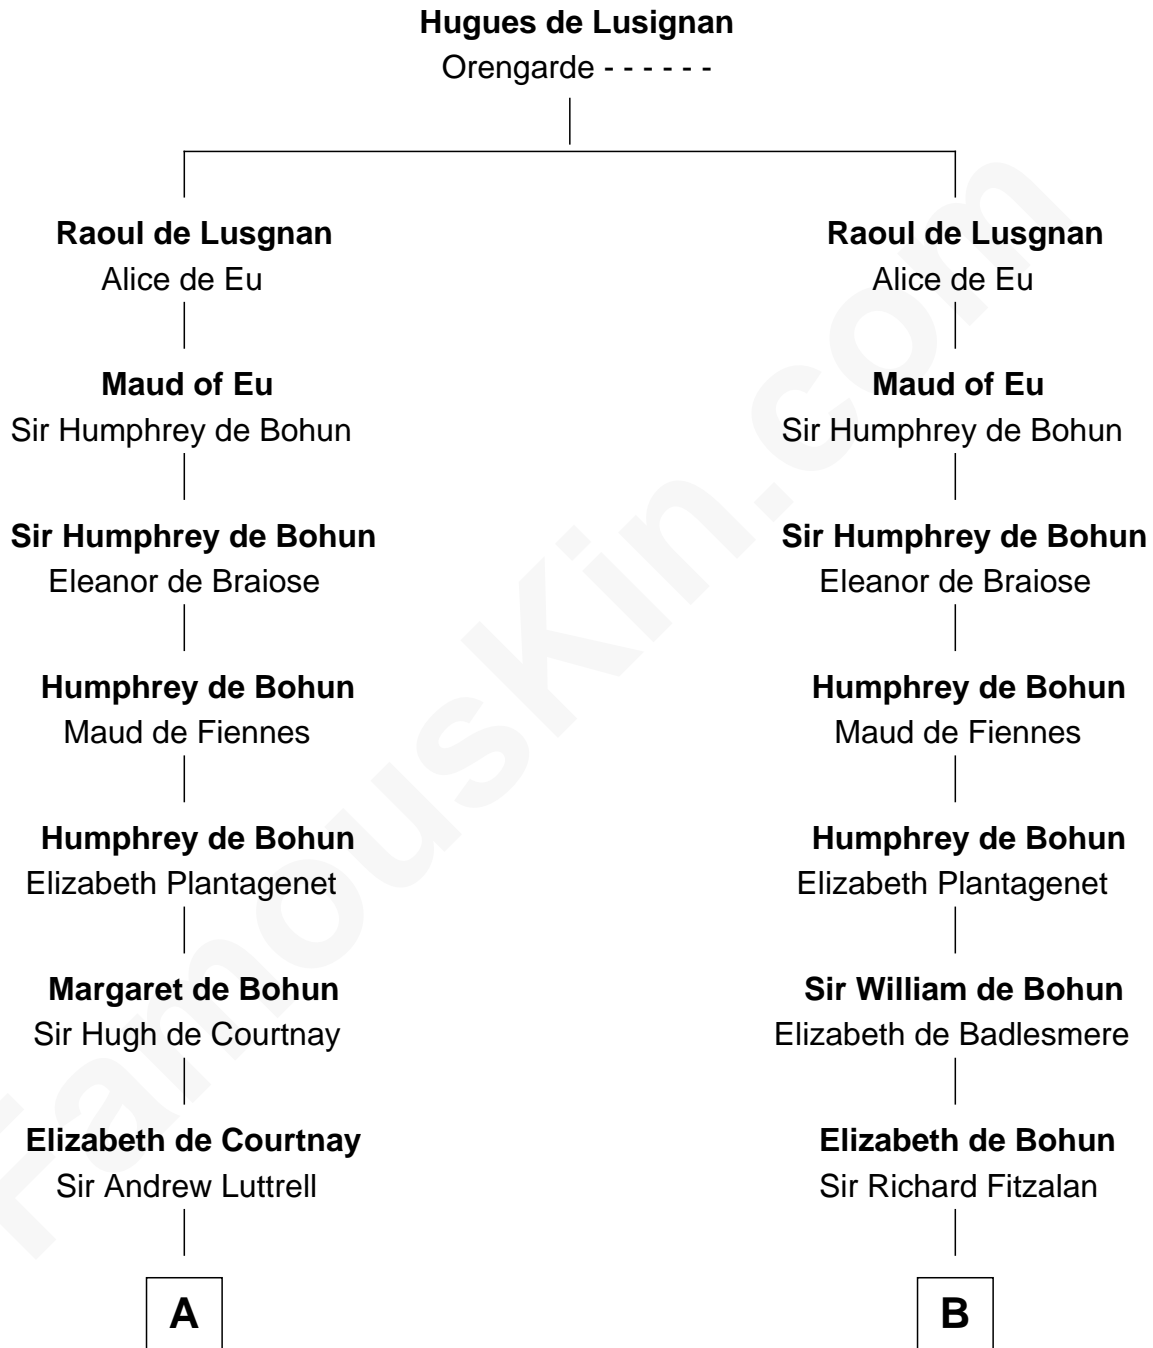 Hugues de Lusignan
Orengarde - - - - - -
Raoul de Lusgnan
Alice de Eu
Raoul de Lusgnan
Alice de Eu
Maud of Eu
Sir Humphrey de Bohun
Maud of Eu
Sir Humphrey de Bohun
Sir Humphrey de Bohun
Eleanor de Braiose
Sir Humphrey de Bohun
Eleanor de Braiose
Humphrey de Bohun
Maud de Fiennes
Humphrey de Bohun
Maud de Fiennes
Humphrey de Bohun
Elizabeth Plantagenet
Humphrey de Bohun
Elizabeth Plantagenet
Margaret de Bohun
Sir Hugh de Courtnay
Sir William de Bohun
Elizabeth de Badlesmere
Elizabeth de Courtnay
Sir Andrew Luttrell
Elizabeth de Bohun
Sir Richard Fitzalan
A
B
FamousKin.com